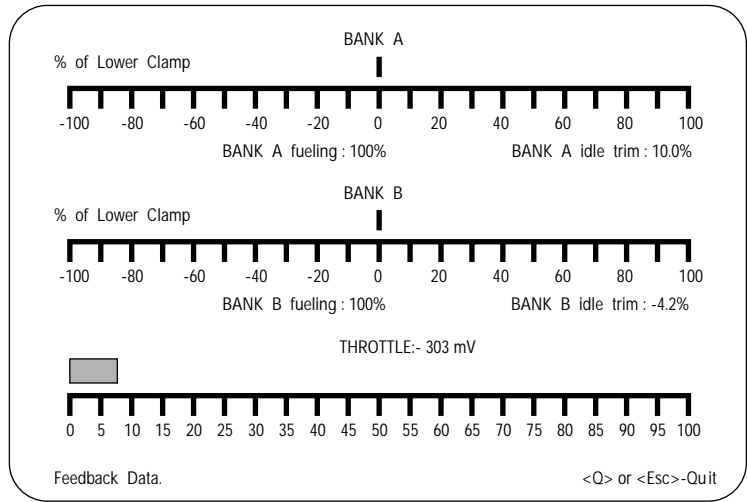 BANK A
% of Lower Clamp
-100 -80 -60 -40 -20 0 20 40 60 80 100
BANK A fueling : 100% BANK A idle trim : 10.0%
BANK B
% of Lower Clamp
-100 -80 -60 -40 -20 0 20 40 60 80 100
BANK B fueling : 100% BANK B idle trim : -4.2%
THROTTLE:- 303 mV
0 5 10 15 20 25 30 35 40 45 50 55 60 65 70 75 80 85 90 95 100
Feedback Data. <Q> or <Esc>-Quit